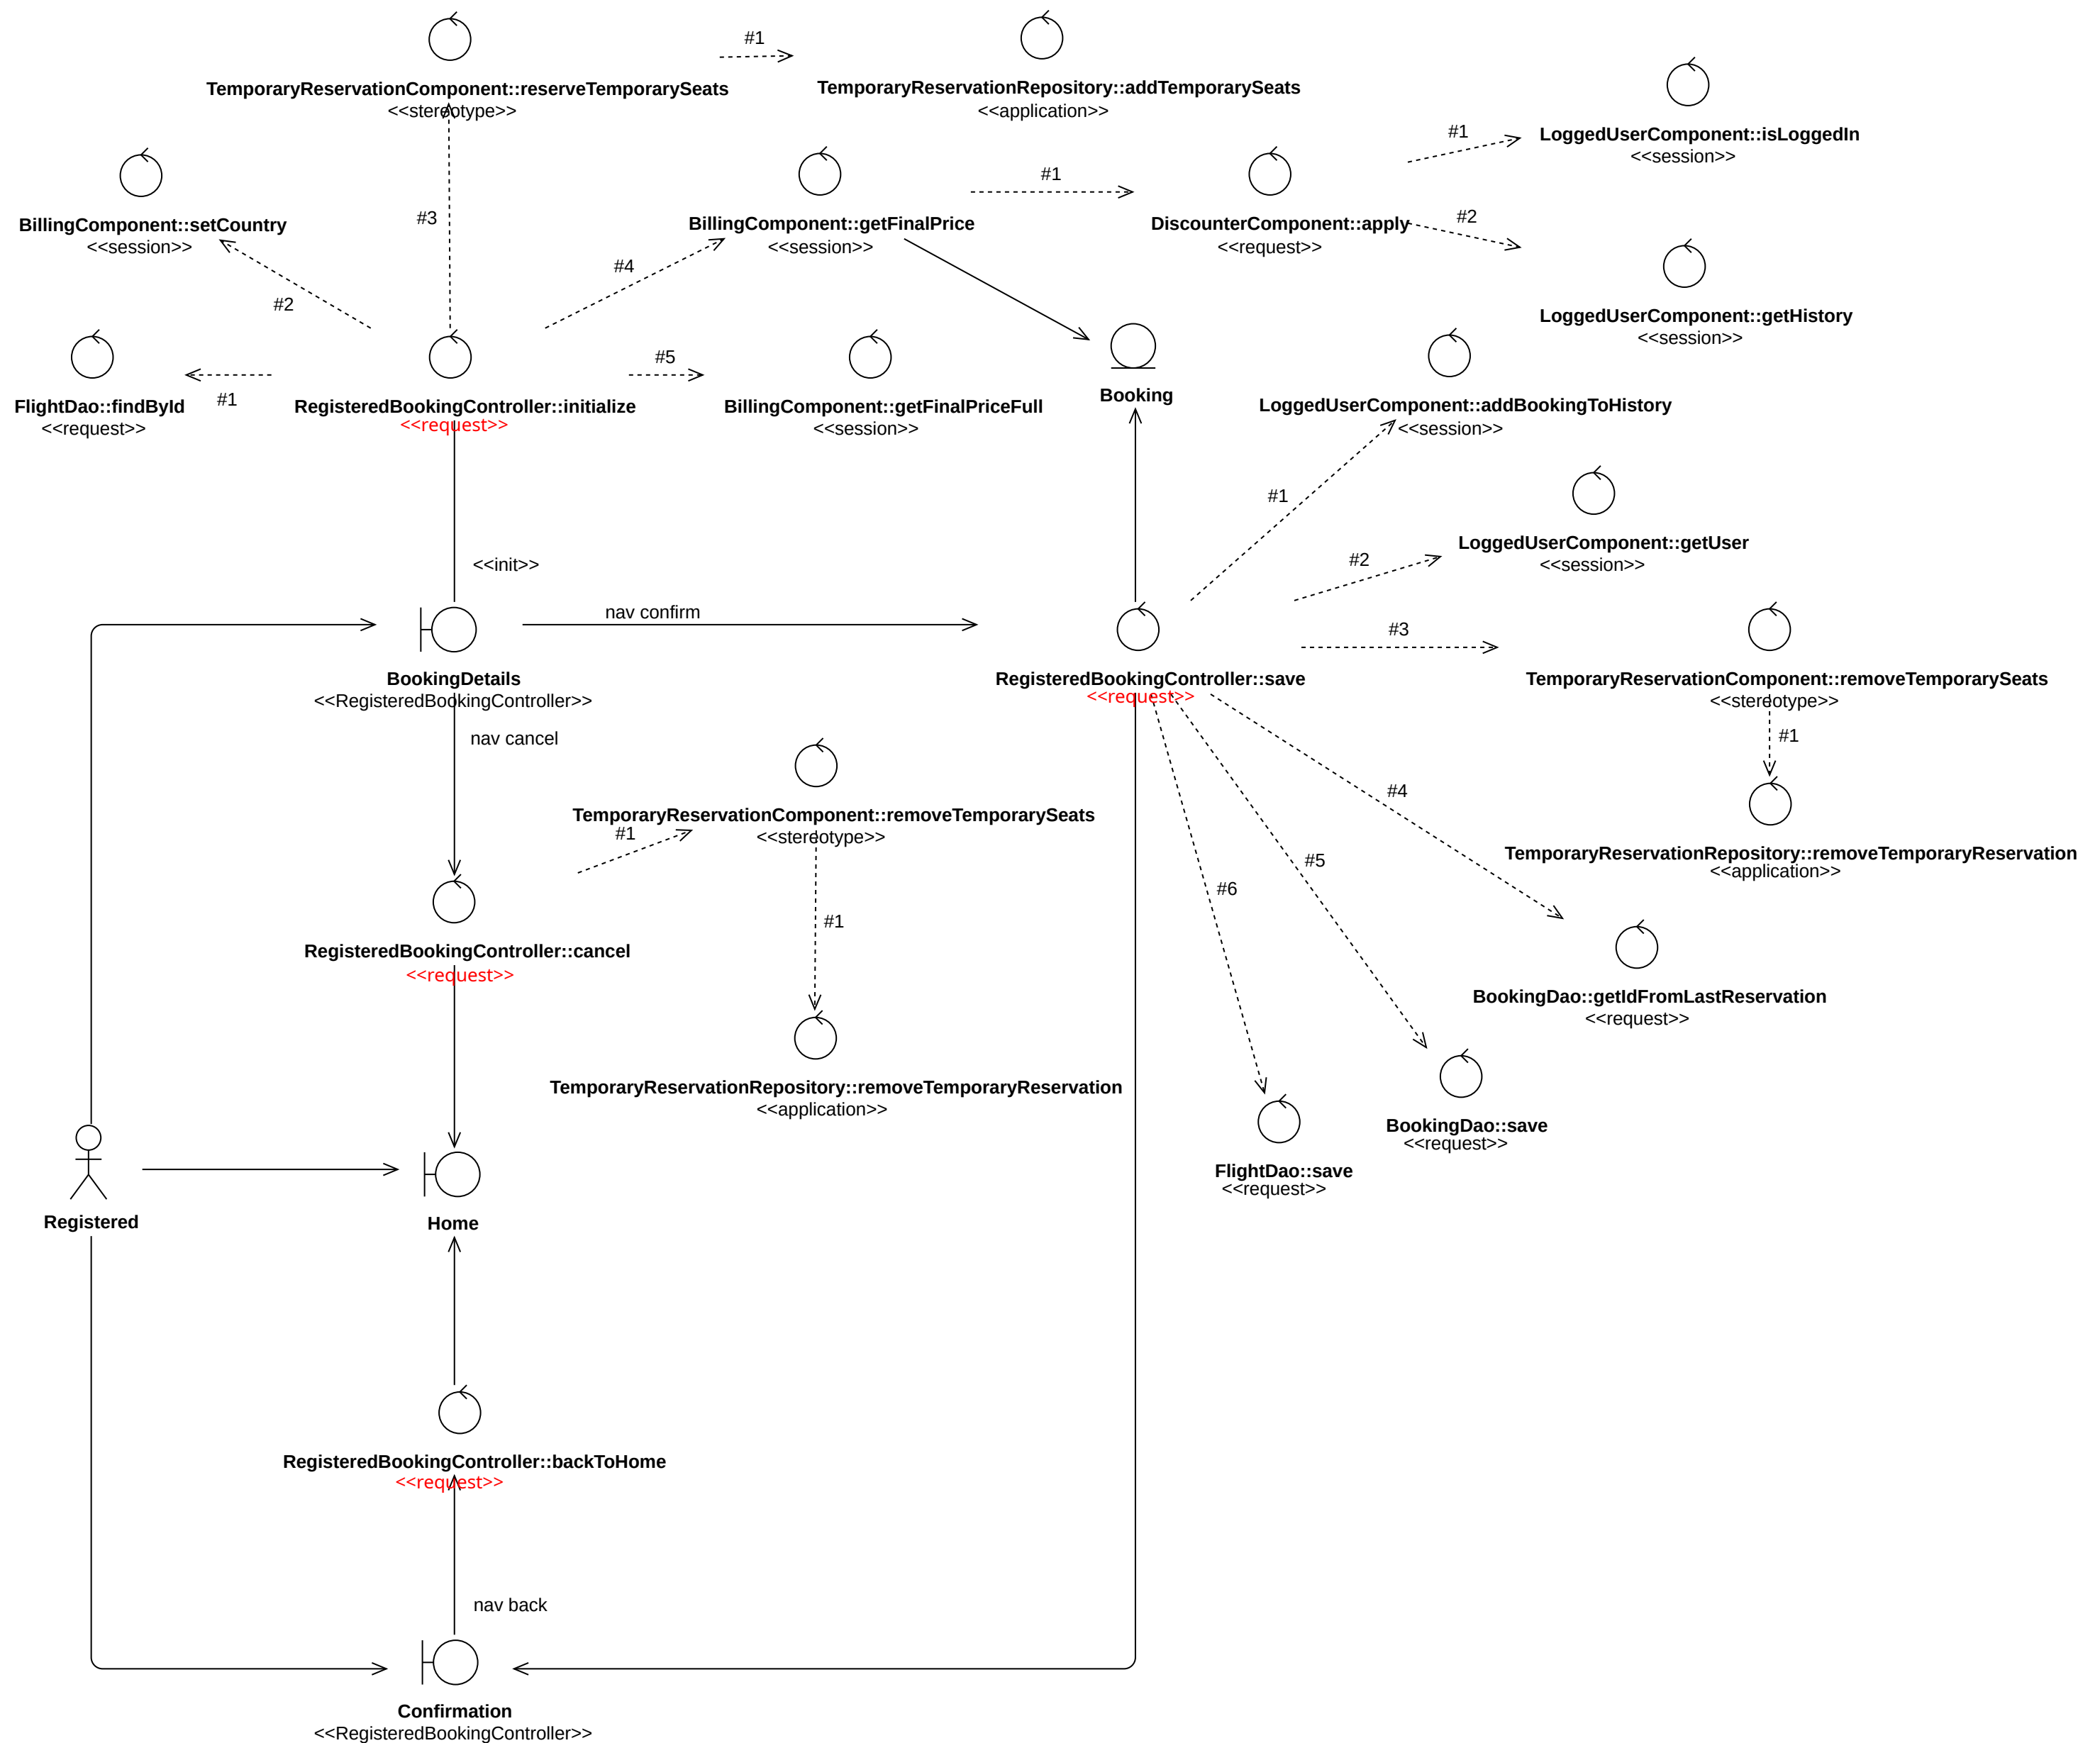 #1
TemporaryReservationComponent::reserveTemporarySeats
<<stereotype>>
TemporaryReservationRepository::addTemporarySeats
<<application>>
LoggedUserComponent::isLoggedIn
<<session>>
#1
BillingComponent::setCountry
<<session>>
#3
#1
BillingComponent::getFinalPrice
<<session>>
DiscounterComponent::apply
<<request>>
#2
#4
#2
LoggedUserComponent::getHistory
<<session>>
FlightDao::findById
<<request>>
#1
RegisteredBookingController::initialize
<<request>>
#5
BillingComponent::getFinalPriceFull
<<session>>
Booking
LoggedUserComponent::addBookingToHistory
<<session>>
#1
LoggedUserComponent::getUser
<<session>>
<<init>>
#2
nav confirm
#3
BookingDetails
<<RegisteredBookingController>>
RegisteredBookingController::save
<<request>>
TemporaryReservationComponent::removeTemporarySeats
<<stereotype>>
nav cancel
#1
#4
TemporaryReservationComponent::removeTemporarySeats
<<stereotype>>
#1
TemporaryReservationRepository::removeTemporaryReservation
<<application>>
#5
#6
#1
RegisteredBookingController::cancel
<<request>>
BookingDao::getIdFromLastReservation
<<request>>
TemporaryReservationRepository::removeTemporaryReservation
<<application>>
BookingDao::save
<<request>>
FlightDao::save
<<request>>
Registered
Home
RegisteredBookingController::backToHome
<<request>>
nav back
Confirmation
<<RegisteredBookingController>>